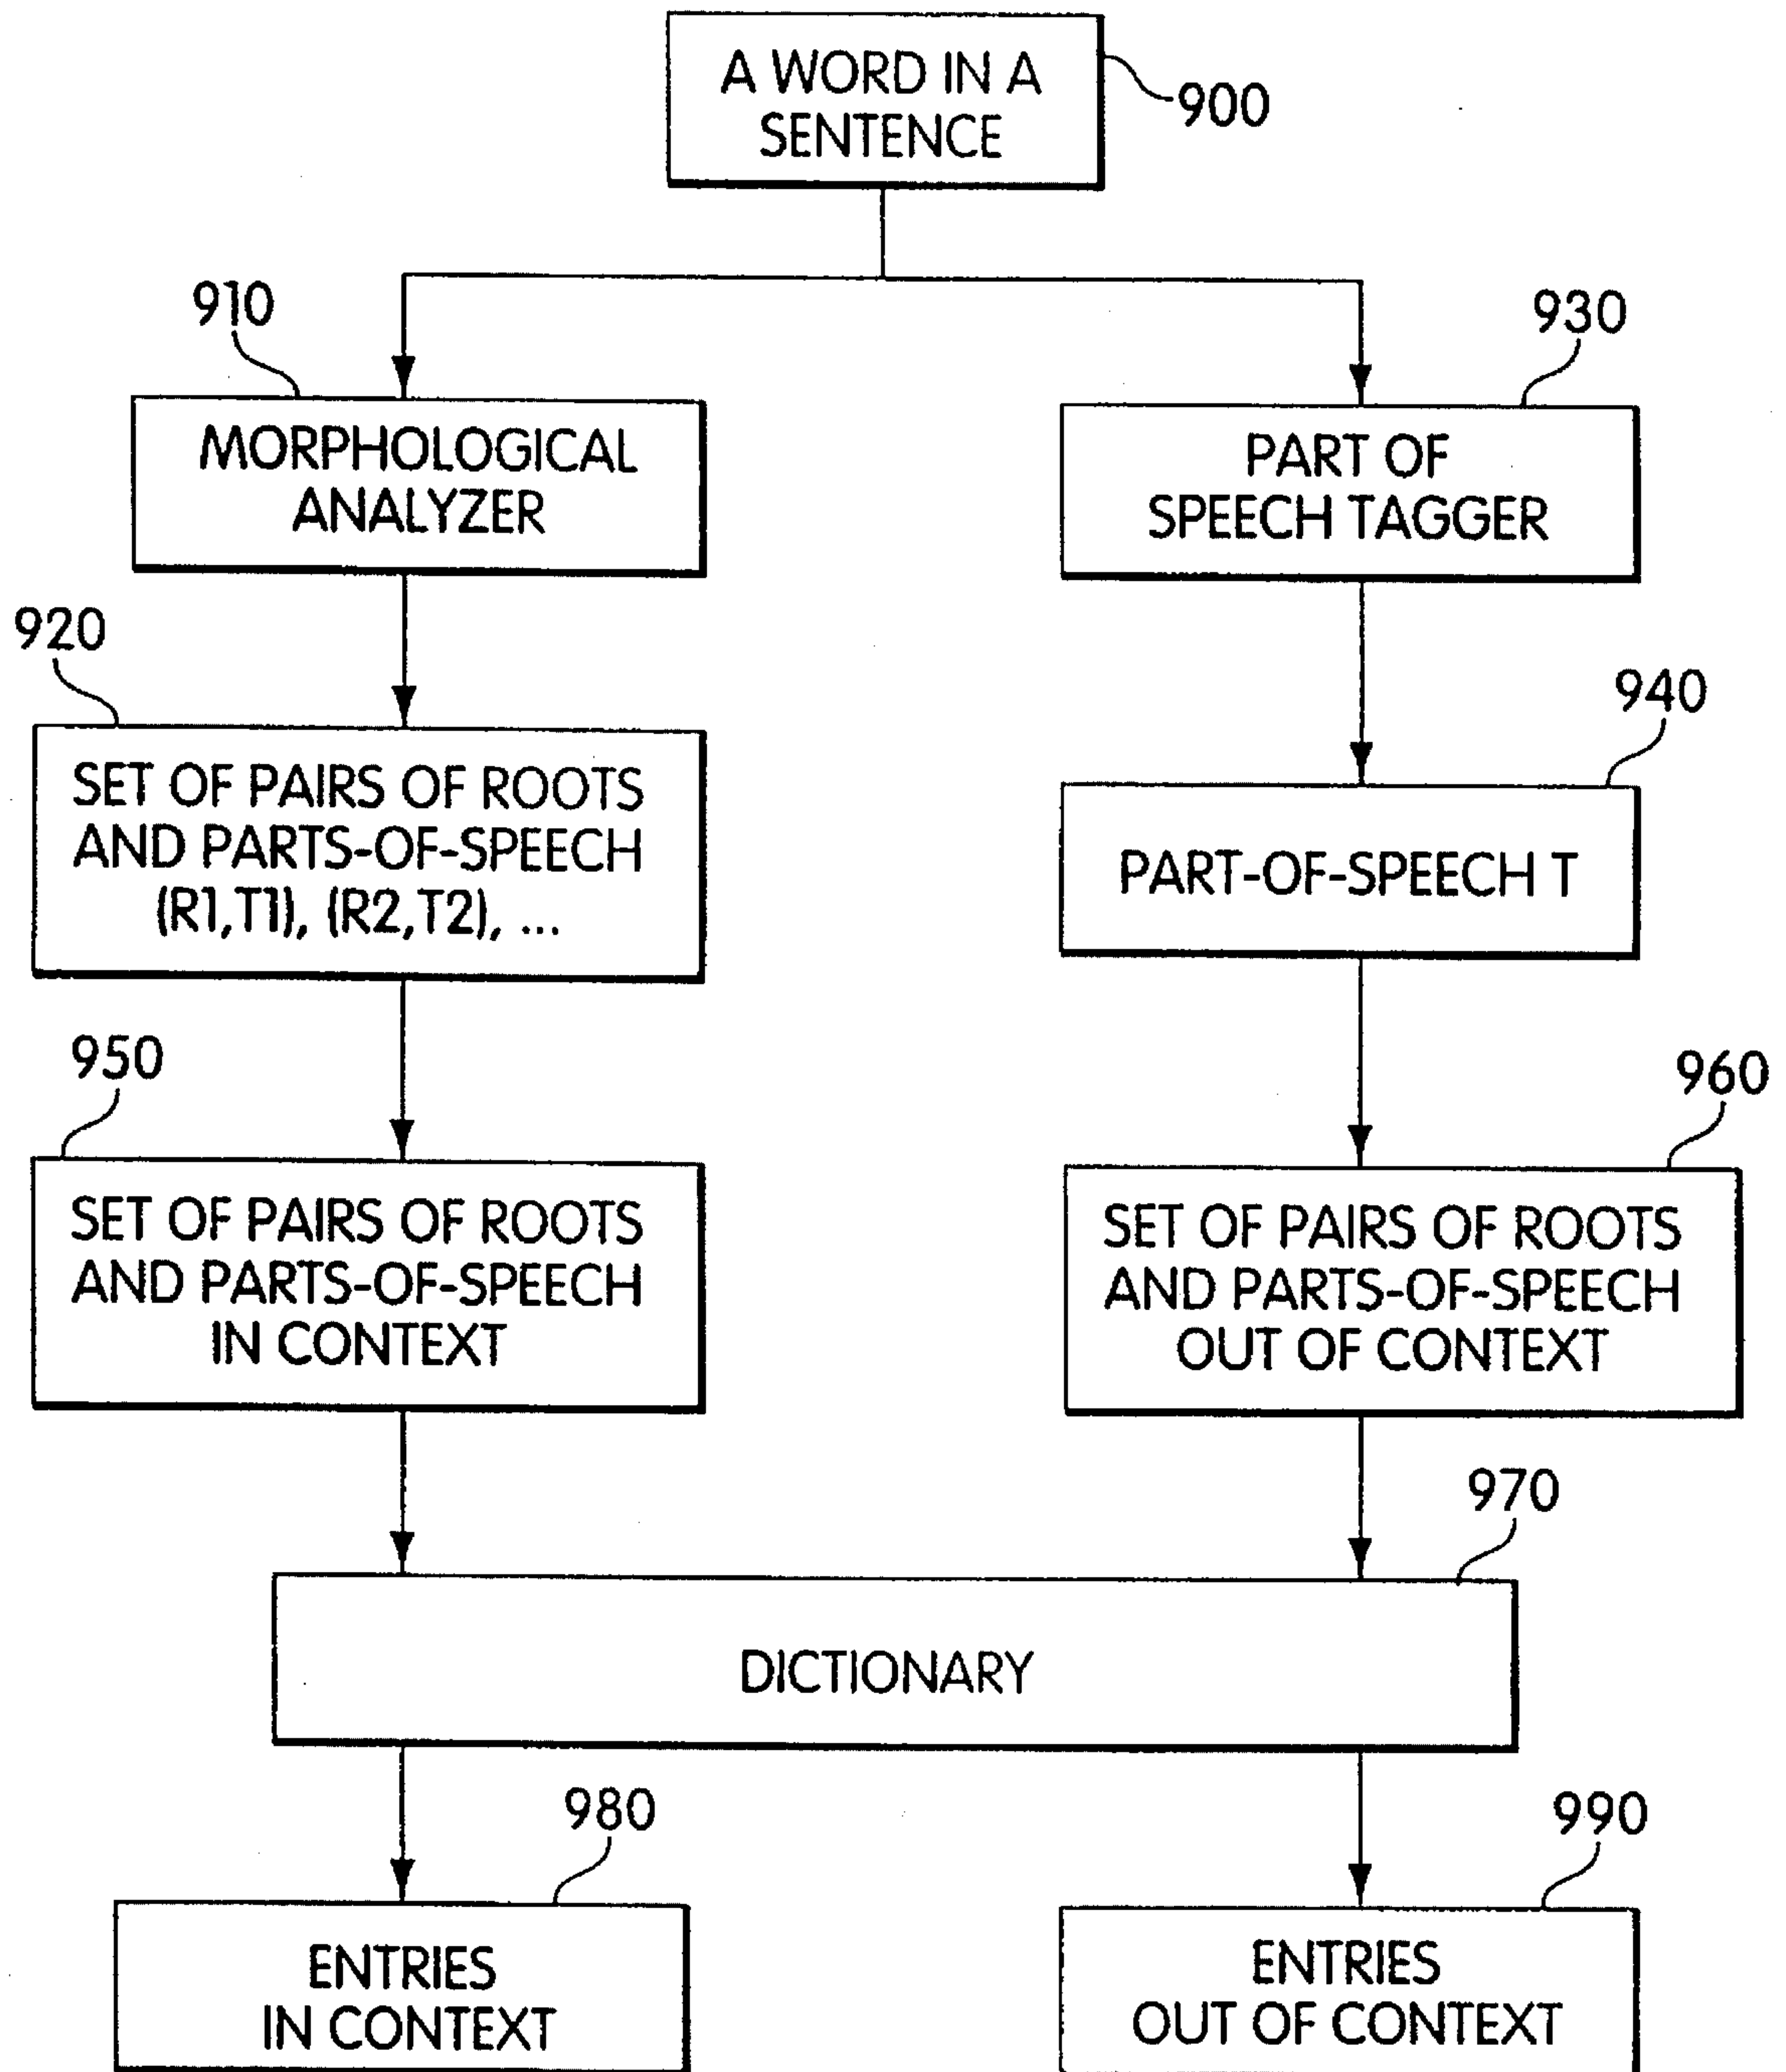 A WORD IN A
SENTENCE
900
910
930
MORPHOLOGICAL
ANALYZER
PART OF
SPEECH TAGGER
920
940
SET OF PAIRS OF ROOTS
AND PARTS-OF-SPEECH
(R1,T1), (R2,T2), ...
PART-OF-SPEECH T
950
960
SET OF PAIRS OF ROOTS
AND PARTS-OF-SPEECH
IN CONTEXT
SET OF PAIRS OF ROOTS
AND PARTS-OF-SPEECH
OUT OF CONTEXT
970
DICTIONARY
980
990
ENTRIES
IN CONTEXT
ENTRIES
OUT OF CONTEXT